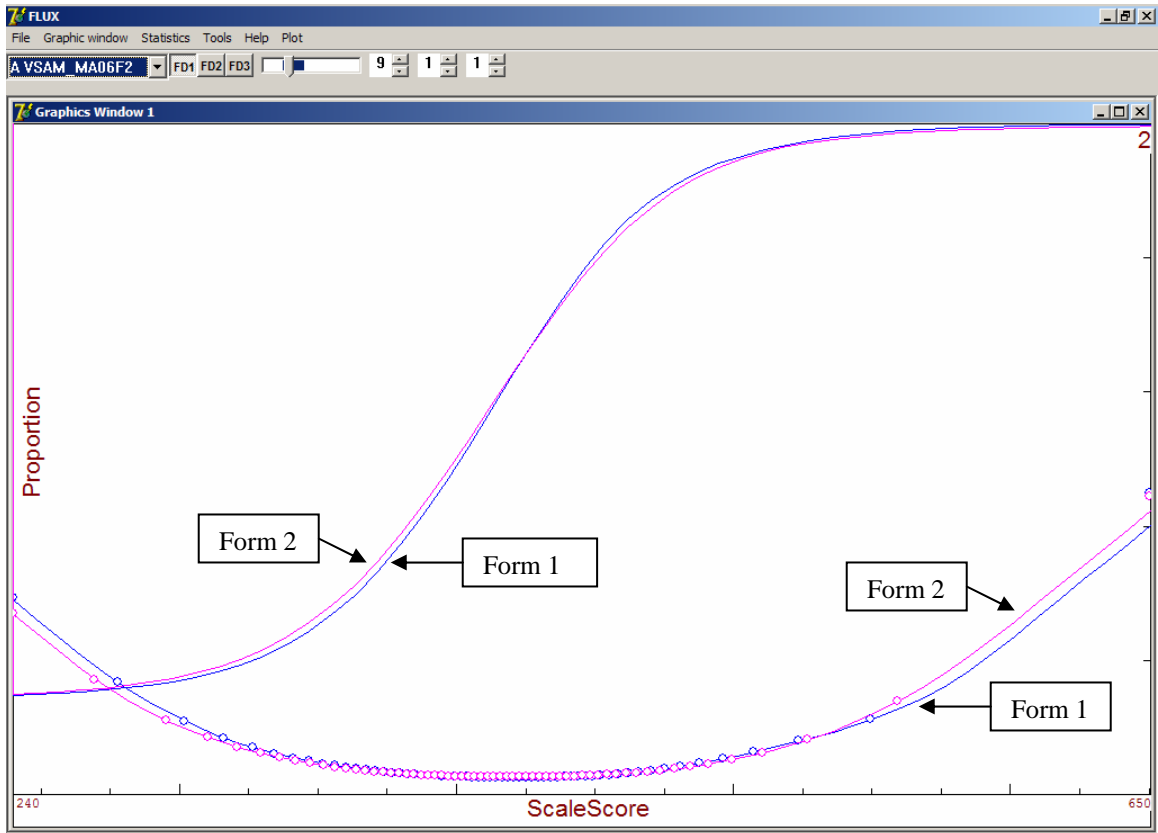 FLUX
File Graphic window Statistics Tools Help Plot
A VSAM_MA06F2 FD1 FD2 FD3 9 1 1
Graphics Window 1
2
Proportion
Form 2
Form 1
Form 2
Form 1
240 ScaleScore 650